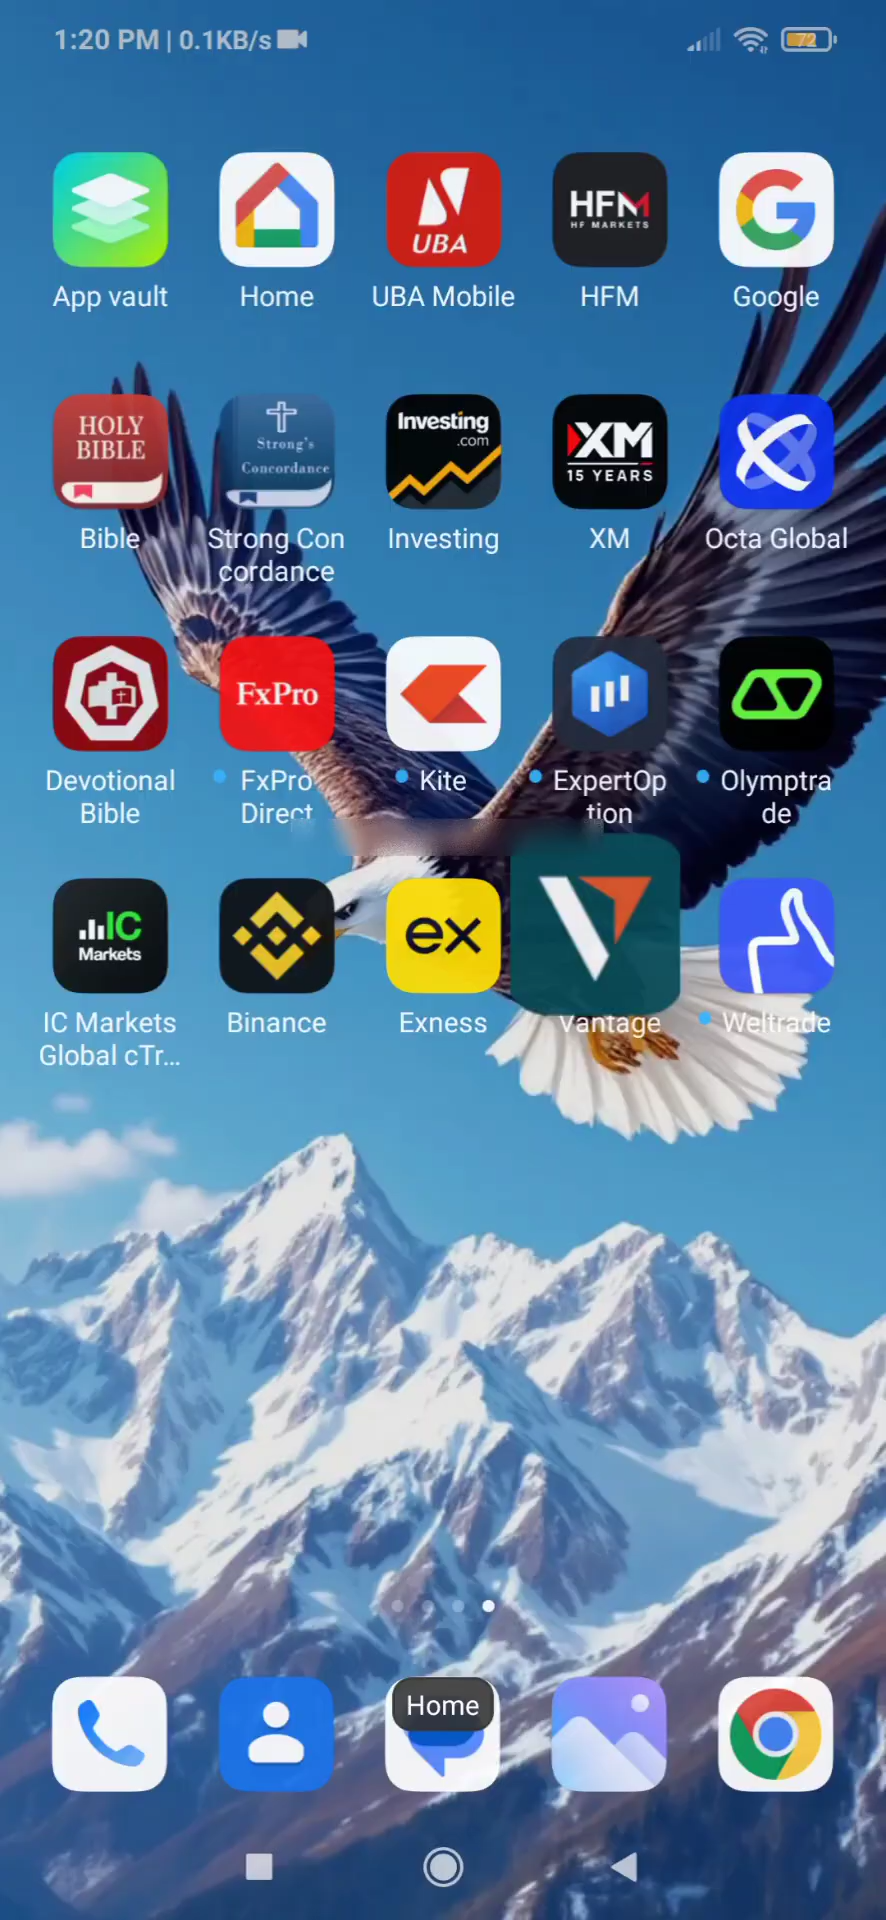 1:20 PM | 0.1KB/s
72
UBA
HFM
HF MARKETS
App vault
Home
UBA Mobile
HFM
Google
HOLY
BIBLE
Strong's
Concordance
Investing
.com
XM
15 YEARS
Bible
Strong Con
cordance
Investing
XM
Octa Global
FxPro
Devotional
Bible
FxPro
Direct
Kite
ExpertOp
tion
Olymptra
de
IC
Markets
ex
IC Markets
Global cTr...
Binance
Exness
Vantage
Weltrade
Home